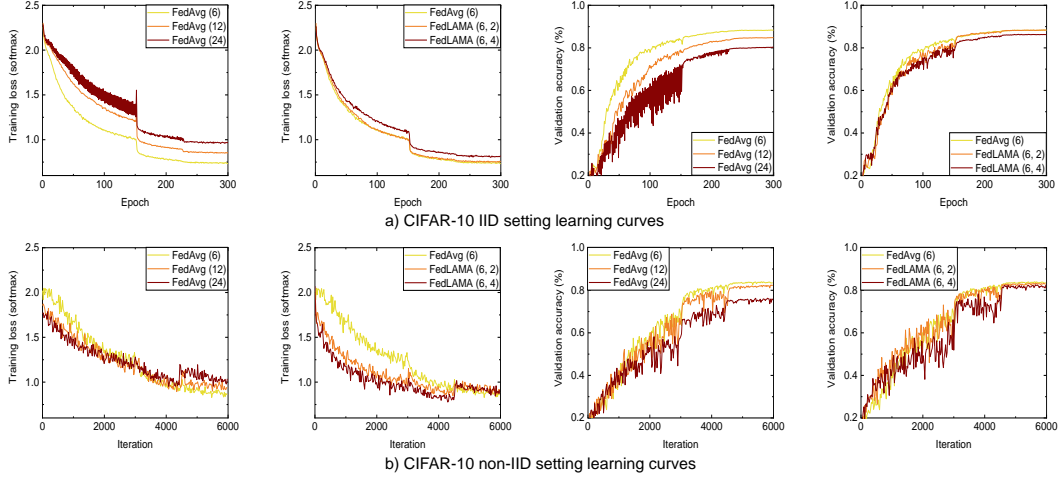 2.5
2.0
1.5
1.0
0
100
200
300
Training loss (softmax)
Epoch
FedAvg (6)
FedAvg (12)
FedAvg (24)
2.5
2.0
1.5
1.0
0
100
200
300
Training loss (softmax)
Epoch
FedAvg (6)
FedLAMA (6, 2)
FedLAMA (6, 4)
1.0
0.8
0.6
0.4
0.2
0
100
200
300
Validation accuracy (%)
Epoch
FedAvg (6)
FedAvg (12)
FedAvg (24)
1.0
0.8
0.6
0.4
0.2
0
100
200
300
Validation accuracy (%)
Epoch
FedAvg (6)
FedLAMA (6, 2)
FedLAMA (6, 4)
a) CIFAR-10 IID setting learning curves
2.5
2.0
1.5
1.0
0
2000
4000
6000
Training loss (softmax)
Iteration
FedAvg (6)
FedAvg (12)
FedAvg (24)
2.5
2.0
1.5
1.0
0
2000
4000
6000
Training loss (softmax)
Iteration
FedAvg (6)
FedLAMA (6, 2)
FedLAMA (6, 4)
1.0
0.8
0.6
0.4
0.2
0
2000
4000
6000
Validation accuracy (%)
Iteration
FedAvg (6)
FedAvg (12)
FedAvg (24)
1.0
0.8
0.6
0.4
0.2
0
2000
4000
6000
Validation accuracy (%)
Iteration
FedAvg (6)
FedLAMA (6, 2)
FedLAMA (6, 4)
b) CIFAR-10 non-IID setting learning curves